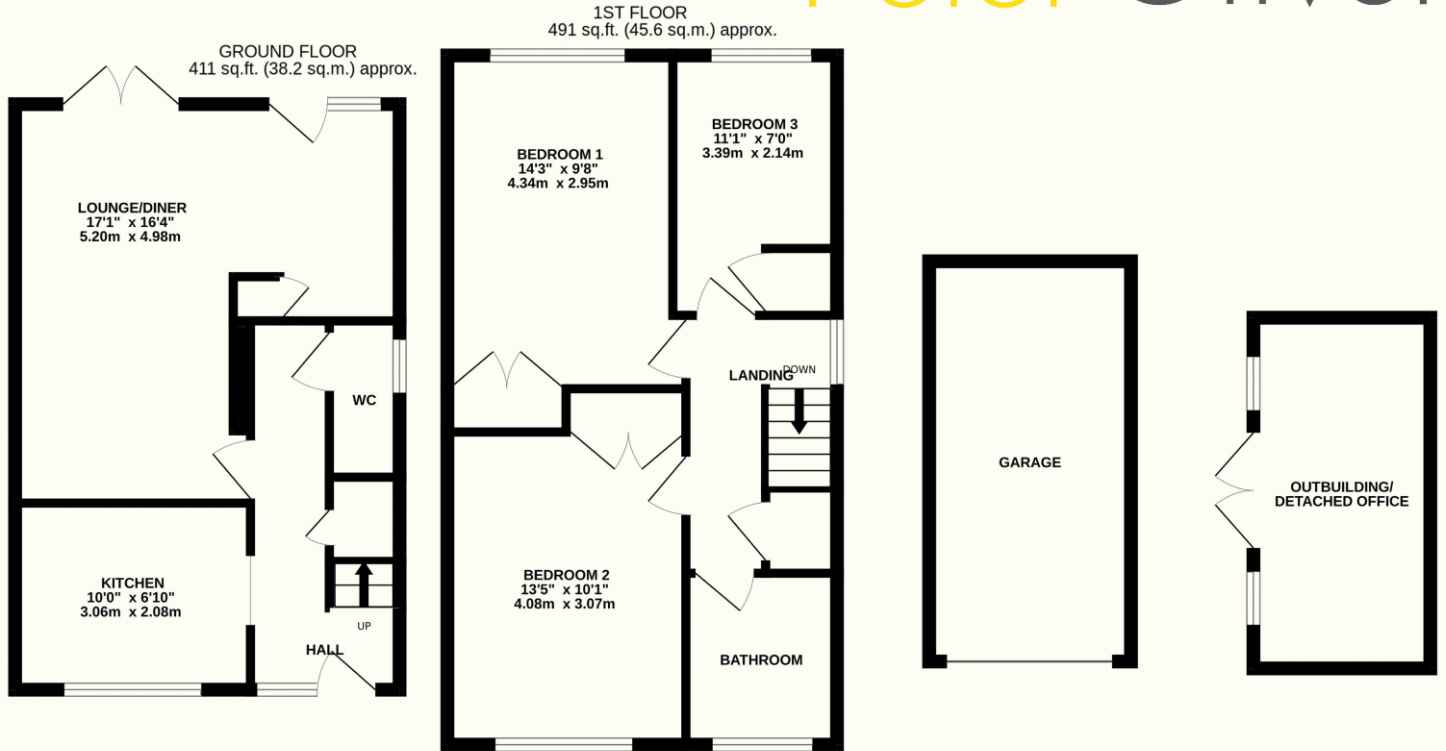 GROUND FLOOR
411 sq.ft. (38.2 sq.m.) approx.
LOUNGE/DINER
17'1" x 16'4"
5.20m x 4.98m
WC
KITCHEN
10'0" x 6'10"
3.06m x 2.08m
UP
HALL
1ST FLOOR
491 sq.ft. (45.6 sq.m.) approx.
BEDROOM 1
14'3" x 9'8"
4.34m x 2.95m
BEDROOM 3
11'1" x 7'0"
3.39m x 2.14m
DOWN
LANDING
BEDROOM 2
13'5" x 10'1"
4.08m x 3.07m
BATHROOM
GARAGE
OUTBUILDING/
DETACHED OFFICE